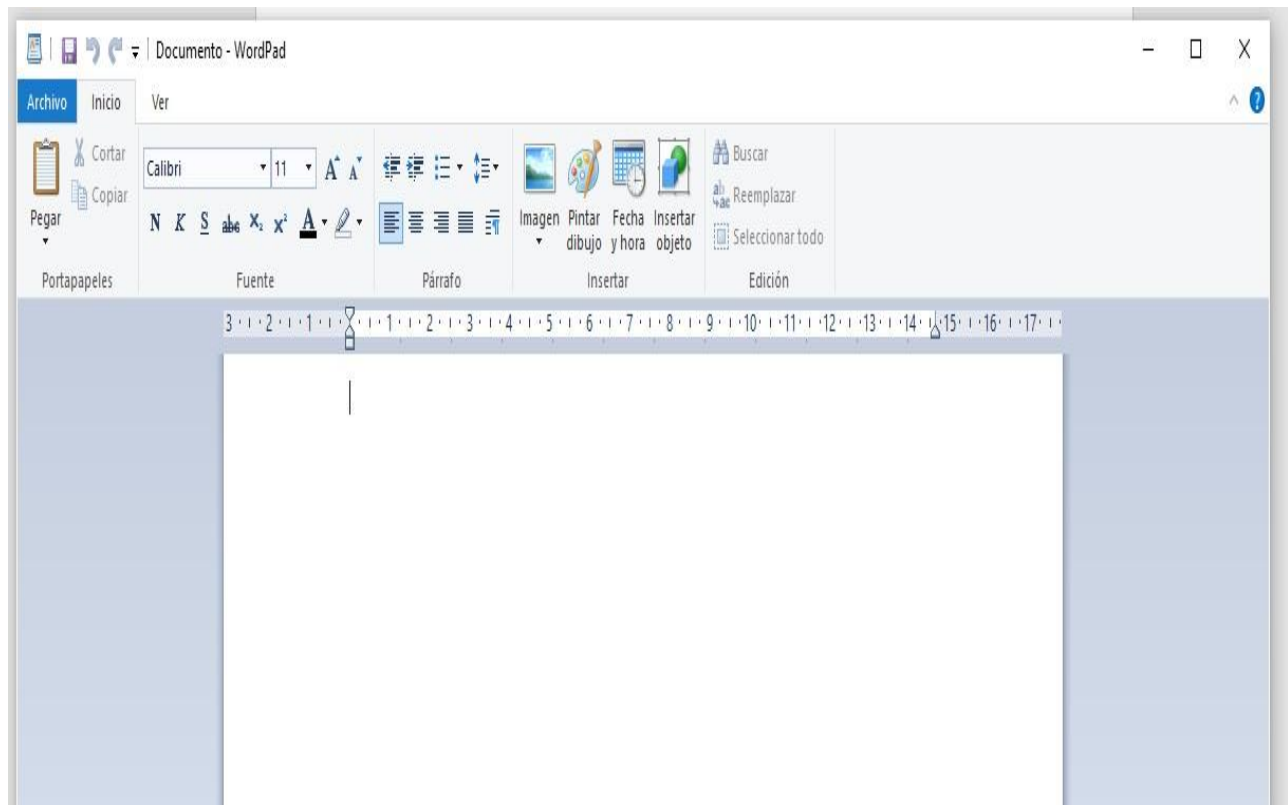 Documento - WordPad
Archivo Inicio Ver
Pegar
Cortar
Copiar
Portapapeles
Calibri 11 A A
N K S abc X₂ X² A
Fuente
Párrafo
Imagen
Pintar dibujo
Fecha y hora
Insertar objeto
Insertar
Buscar
Reemplazar
Seleccionar todo
Edición
3 2 1 1 2 3 4 5 6 7 8 9 10 11 12 13 14 15 16 17